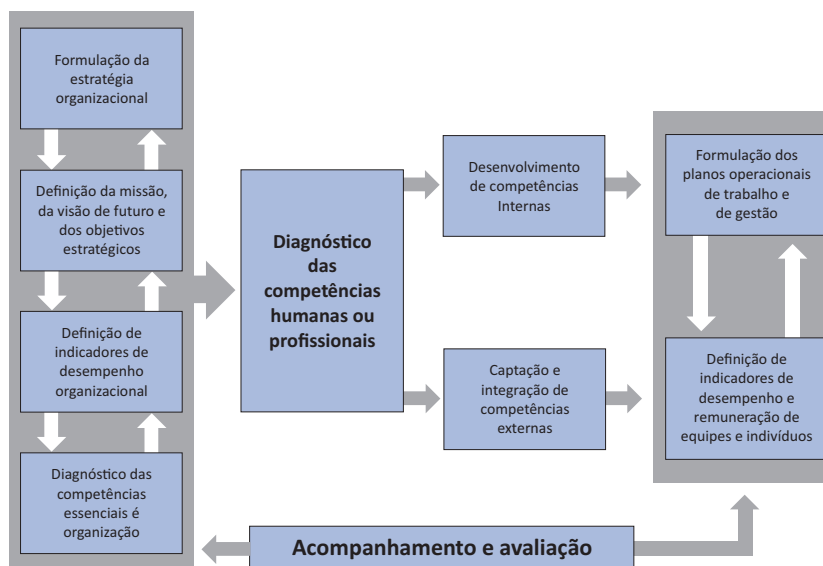 Formulação da
estratégia
organizacional
Definição da missão,
da visão de futuro e
dos objetivos
estratégicos
Definição de
indicadores de
desempenho
organizacional
Diagnóstico das
competências
essenciais é
organização
Diagnóstico
das
competências
humanas ou
profissionais
Desenvolvimento
de competências
Internas
Captação e
integração de
competências
externas
Formulação dos
planos operacionais
de trabalho e
de gestão
Definição de
indicadores de
desempenho e
remuneração de
equipes e indivíduos
Acompanhamento e avaliação